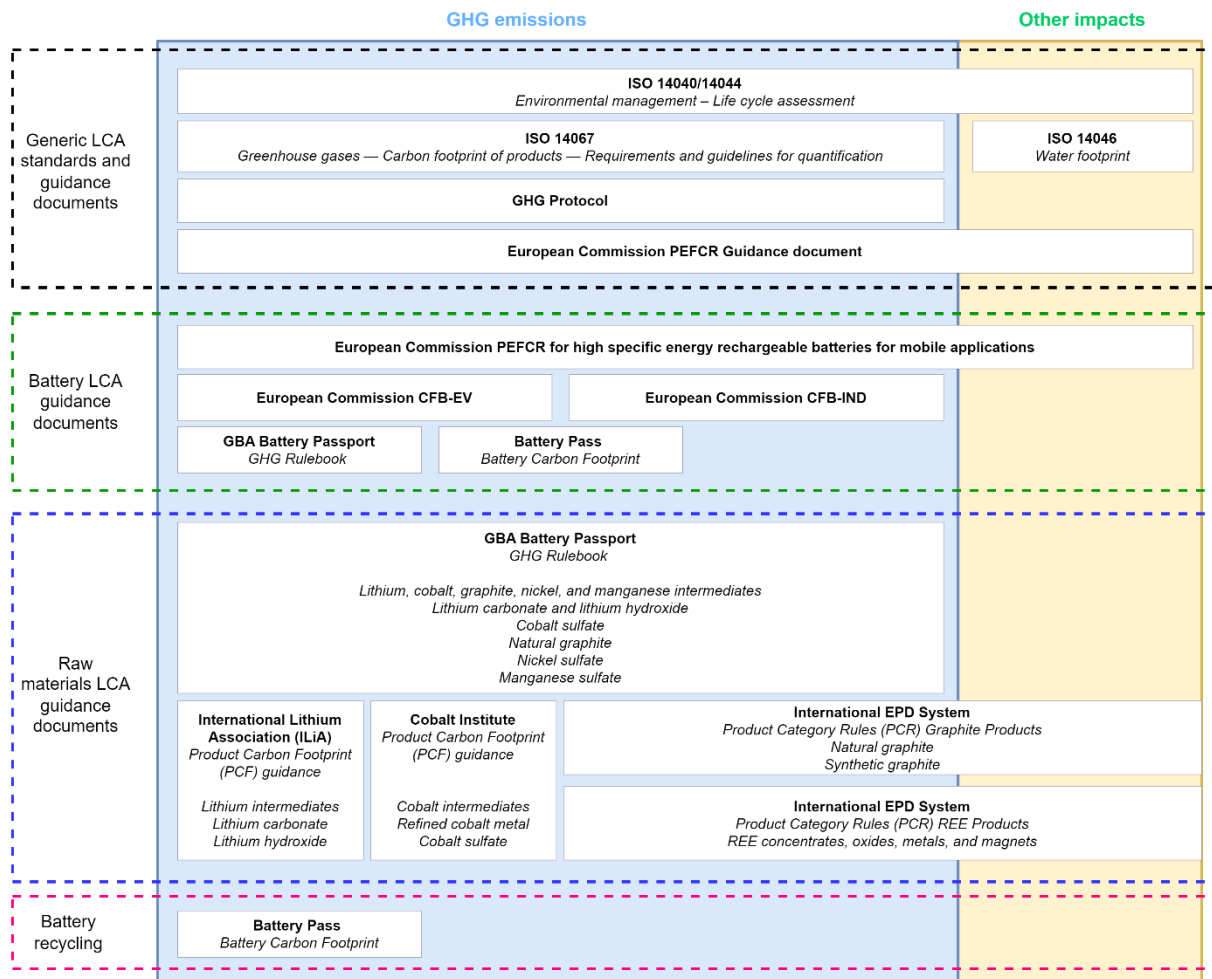 GHG emissions
Other impacts
Generic LCA
standards and
guidance
documents
ISO 14040/14044
Environmental management – Life cycle assessment
ISO 14067
Greenhouse gases — Carbon footprint of products — Requirements and guidelines for quantification
ISO 14046
Water footprint
GHG Protocol
European Commission PEFCR Guidance document
Battery LCA
guidance
documents
European Commission PEFCR for high specific energy rechargeable batteries for mobile applications
European Commission CFB-EV
European Commission CFB-IND
GBA Battery Passport
GHG Rulebook
Battery Pass
Battery Carbon Footprint
Raw
materials LCA
guidance
documents
GBA Battery Passport
GHG Rulebook
Lithium, cobalt, graphite, nickel, and manganese intermediates
Lithium carbonate and lithium hydroxide
Cobalt sulfate
Natural graphite
Nickel sulfate
Manganese sulfate
International Lithium
Association (ILiA)
Product Carbon Footprint
(PCF) guidance
Lithium intermediates
Lithium carbonate
Lithium hydroxide
Cobalt Institute
Product Carbon Footprint
(PCF) guidance
Cobalt intermediates
Refined cobalt metal
Cobalt sulfate
International EPD System
Product Category Rules (PCR) Graphite Products
Natural graphite
Synthetic graphite
International EPD System
Product Category Rules (PCR) REE Products
REE concentrates, oxides, metals, and magnets
Battery
recycling
Battery Pass
Battery Carbon Footprint